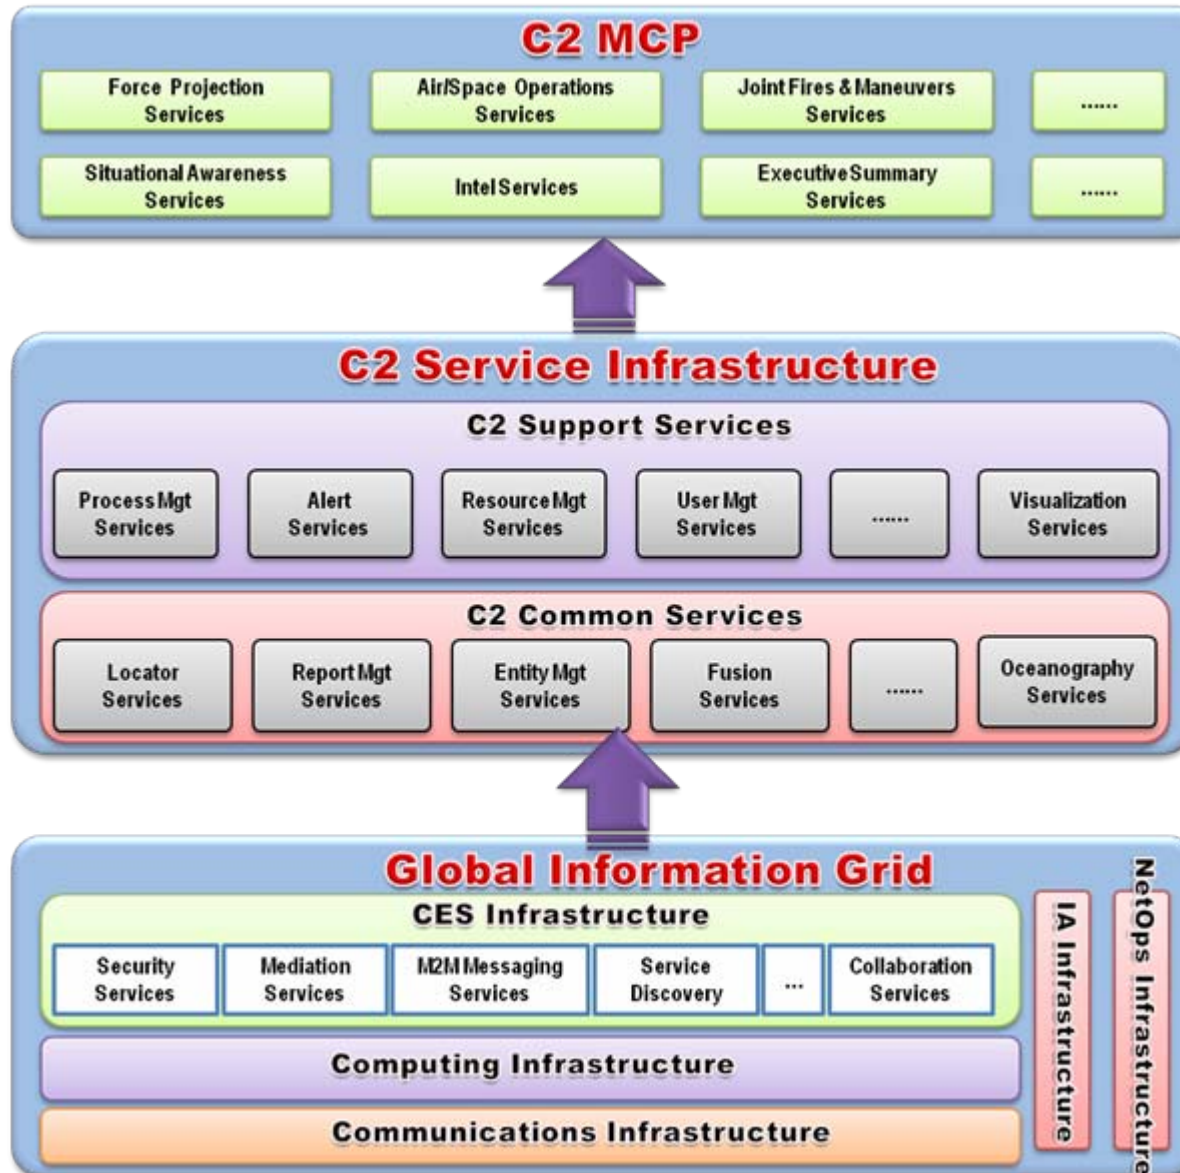 C2 MCP
Force Projection
Services
Air/Space Operations
Services
Joint Fires & Maneuvers
Services
......
Situational Awareness
Services
Intel Services
Executive Summary
Services
......
C2 Service Infrastructure
C2 Support Services
Process Mgt
Services
Alert
Services
Resource Mgt
Services
User Mgt
Services
......
Visualization
Services
C2 Common Services
Locator
Services
Report Mgt
Services
Entity Mgt
Services
Fusion
Services
......
Oceanography
Services
Global Information Grid
CES Infrastructure
Security
Services
Mediation
Services
M2M Messaging
Services
Service
Discovery
...
Collaboration
Services
Computing Infrastructure
Communications Infrastructure
IA Infrastructure
NetOps Infrastructure